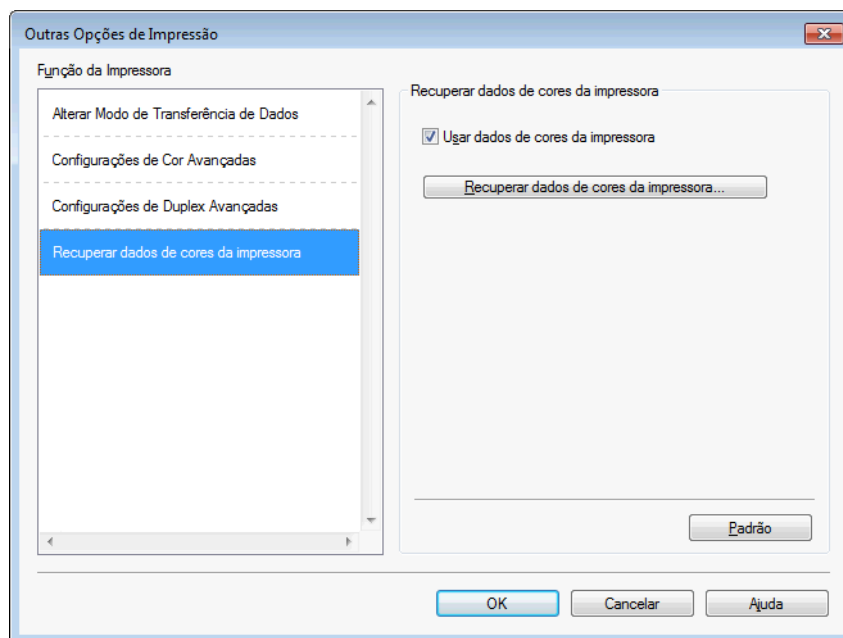 Outras Opções de Impressão
Função da Impressora
Alterar Modo de Transferência de Dados
Configurações de Cor Avançadas
Configurações de Duplex Avançadas
Recuperar dados de cores da impressora
Recuperar dados de cores da impressora
Usar dados de cores da impressora
Recuperar dados de cores da impressora...
Padrão
OK
Cancelar
Ajuda